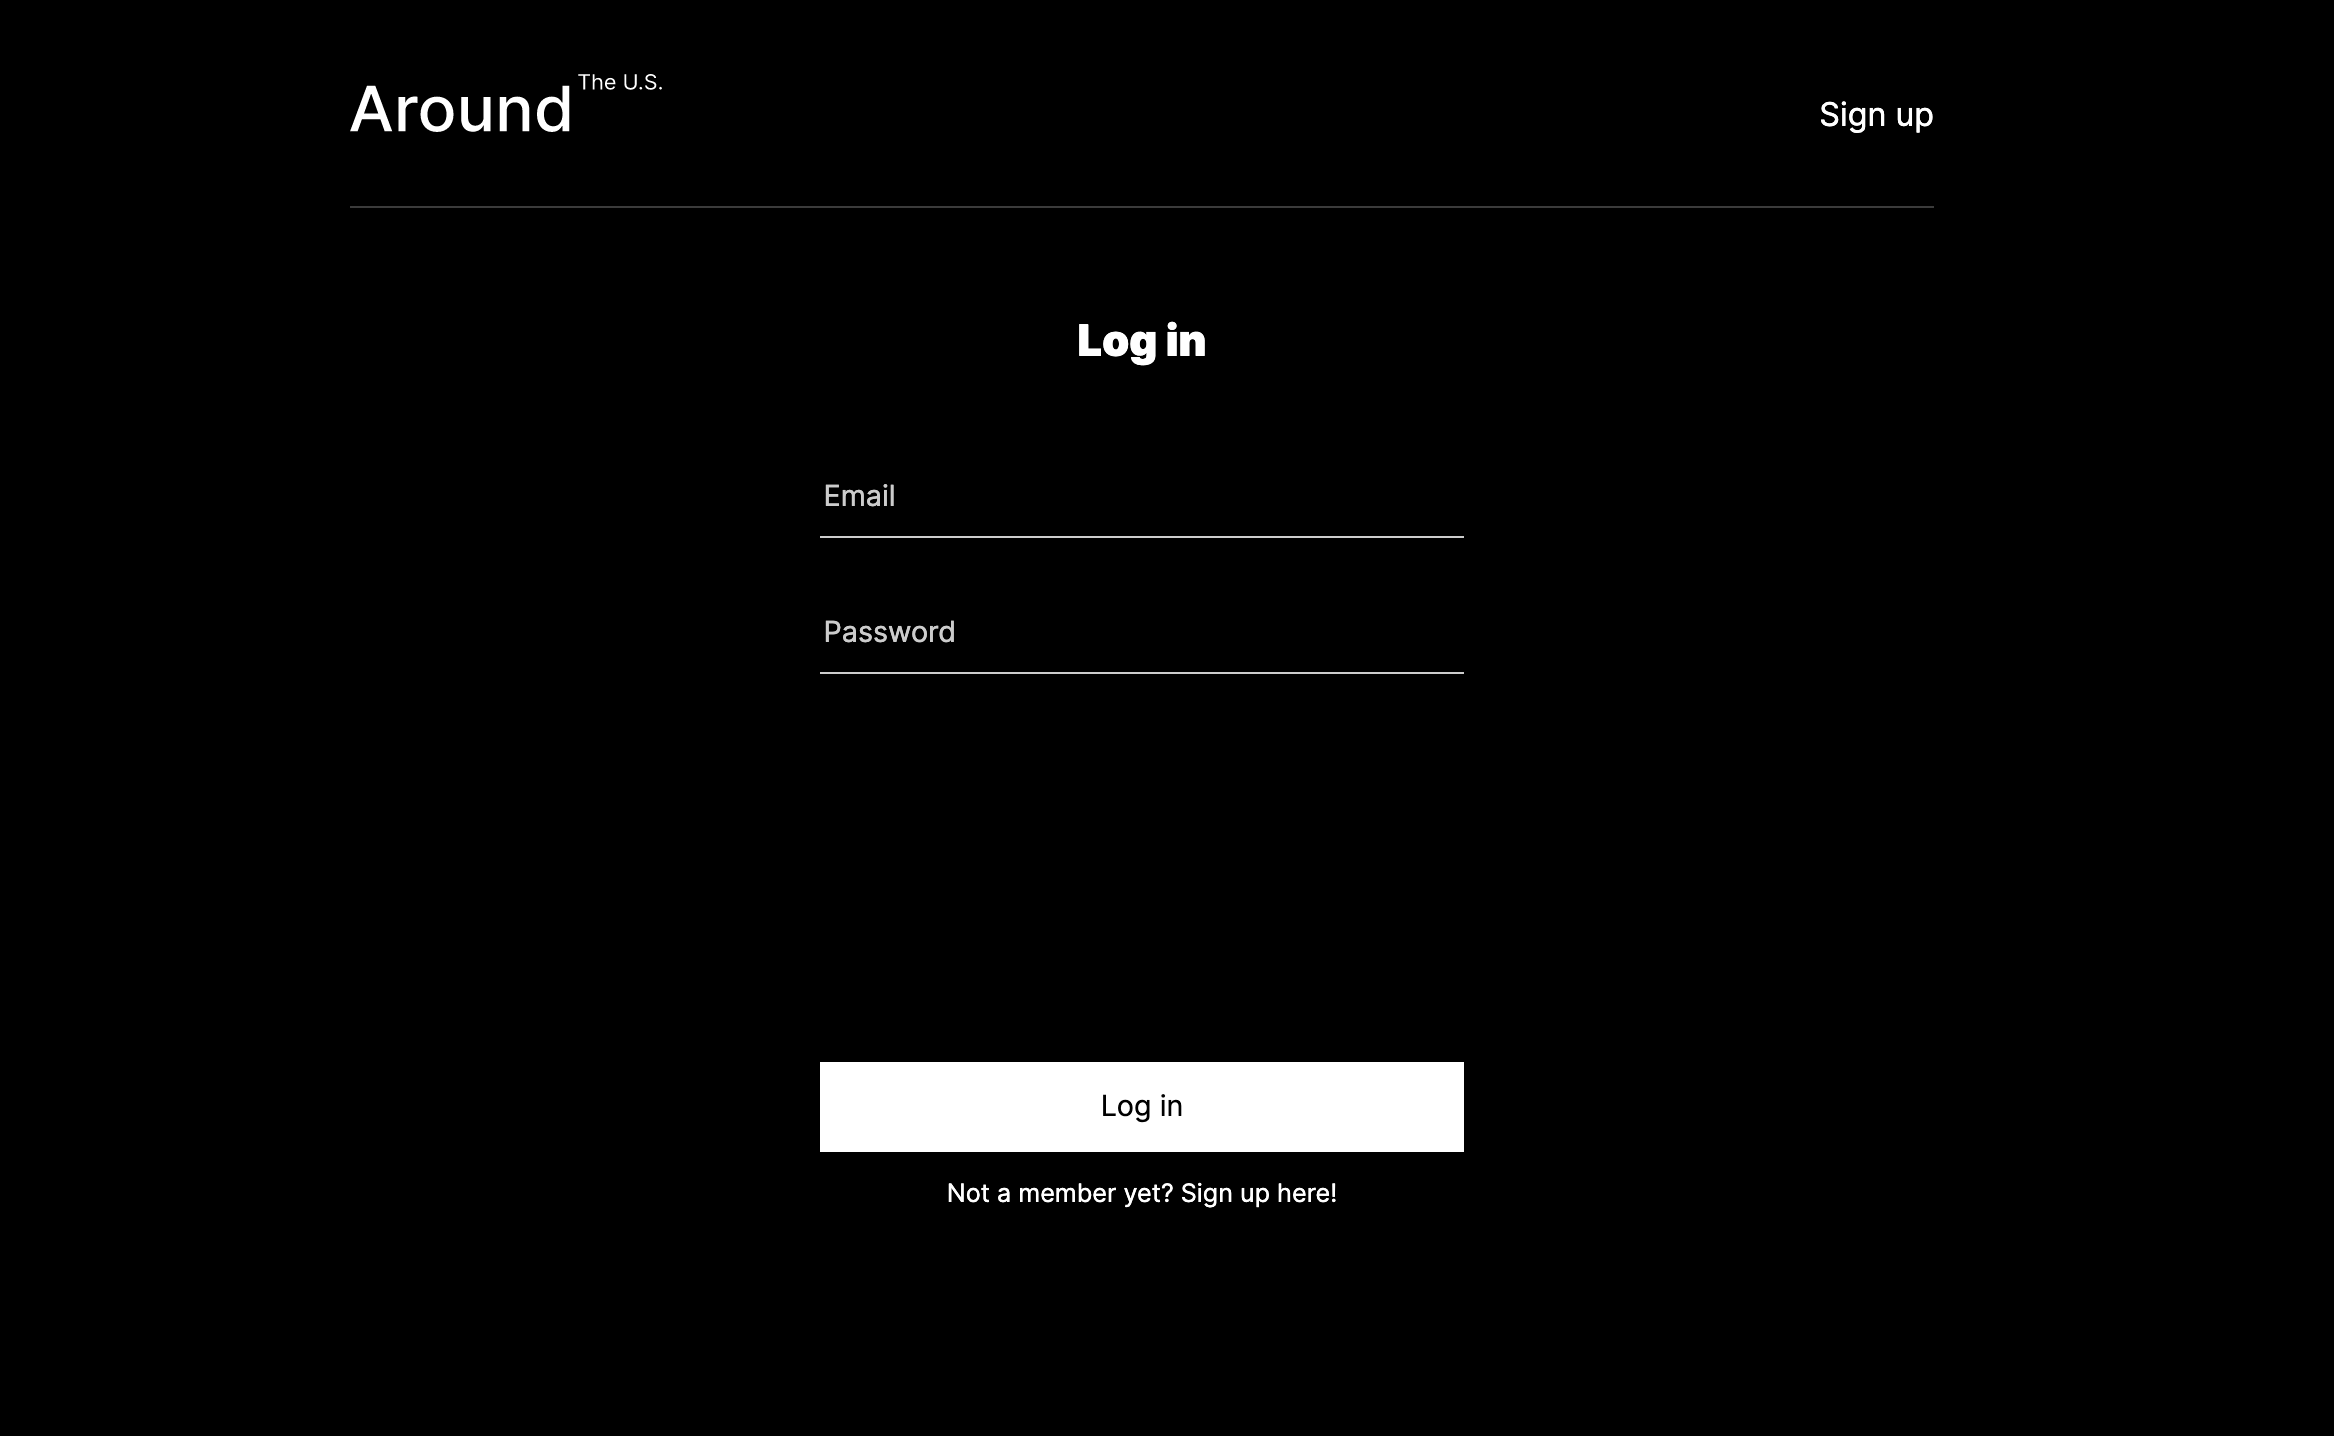 Around The U.S.
Sign up
Log in
Email
Password
Log in
Not a member yet? Sign up here!